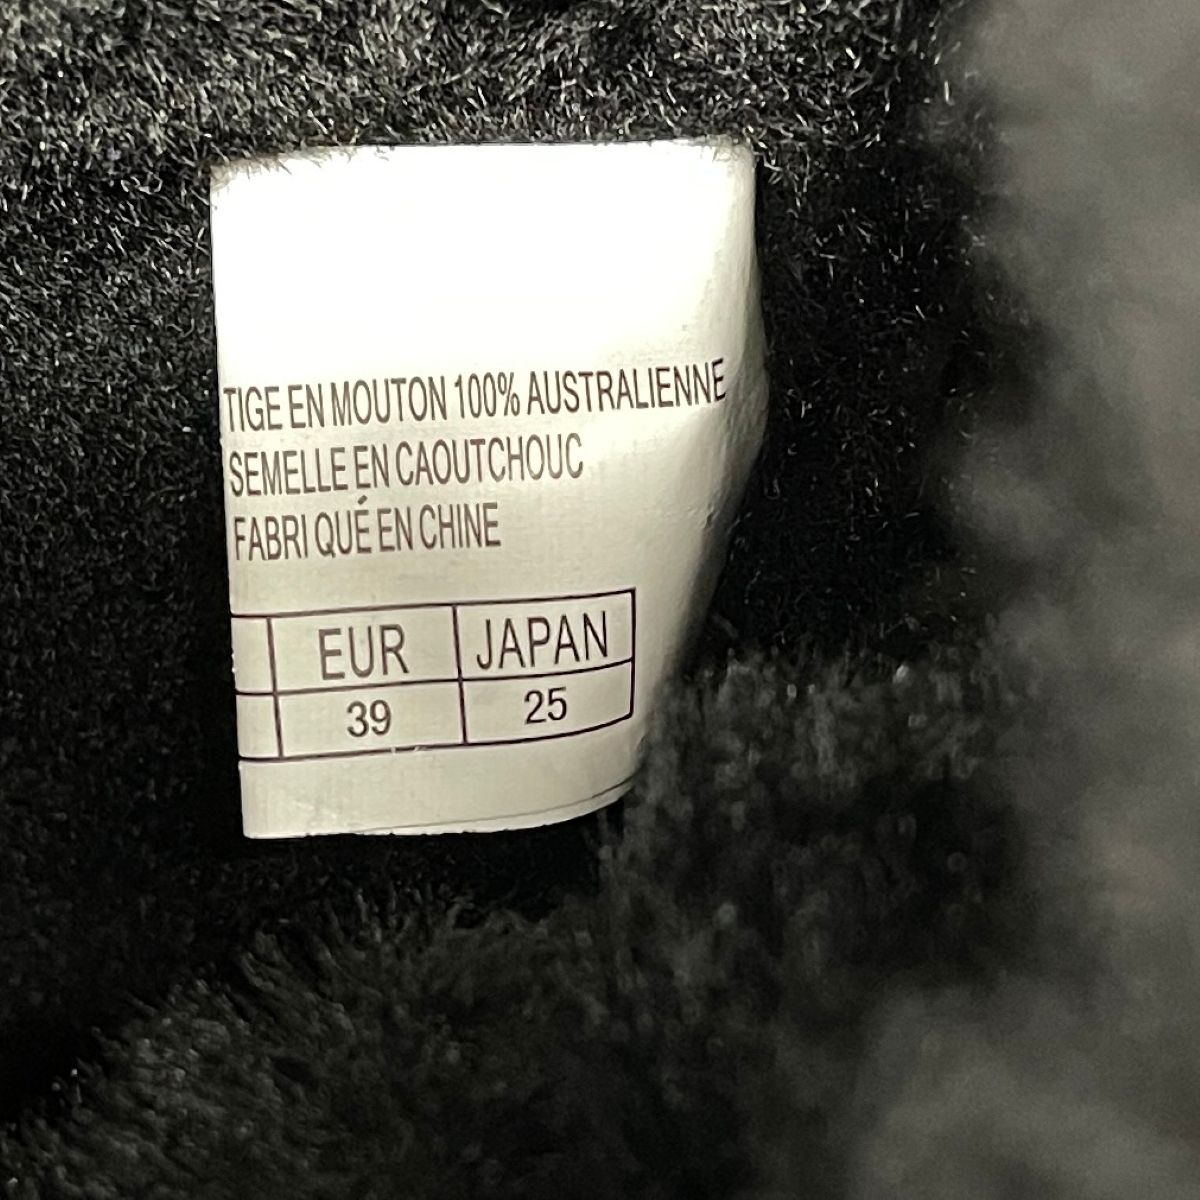 TIGE EN MOUTON 100% AUSTRALIENNE
SEMELLE EN CAOUTCHOUC
FABRI QUÉ EN CHINE
EUR JAPAN
39 25